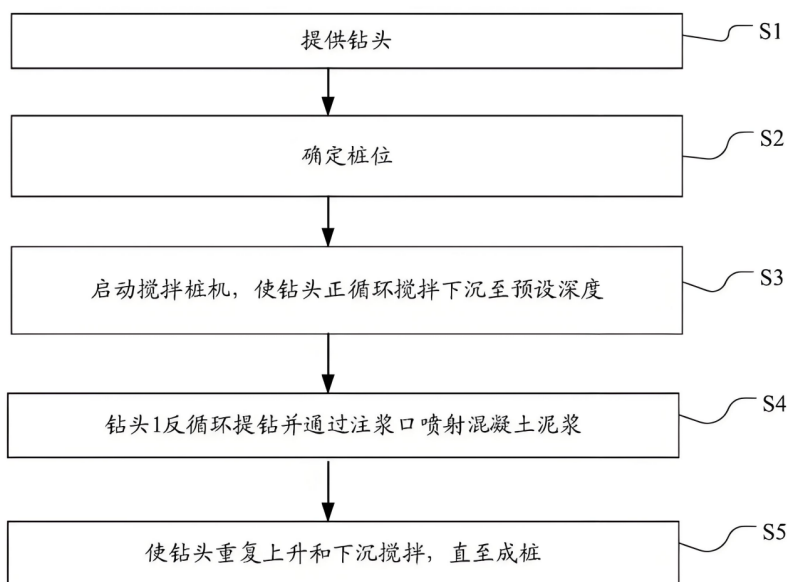 提供钻头
S1
确定桩位
S2
启动搅拌桩机，使钻头正循环搅拌下沉至预设深度
S3
钻头1反循环提钻并通过注浆口喷射混凝土泥浆
S4
使钻头重复上升和下沉搅拌，直至成桩
S5